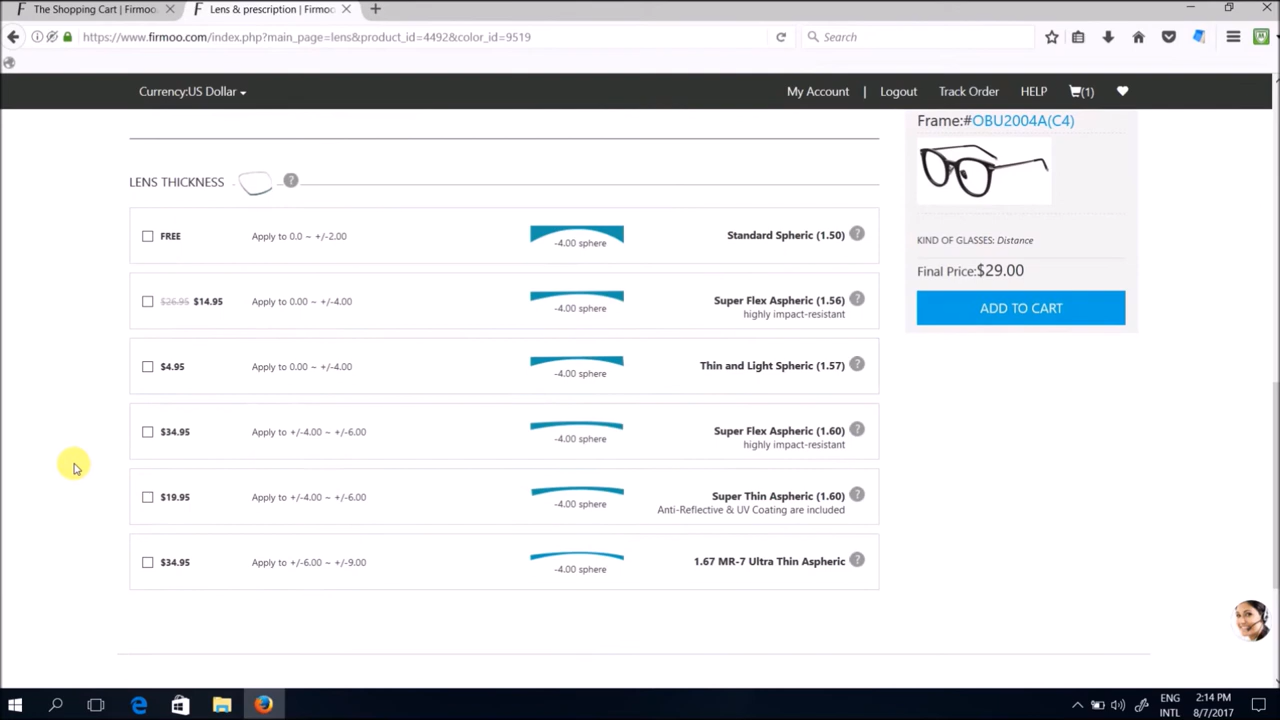 The Shopping Cart | Firmoo.
Lens & prescription | Firmoo
https://www.firmoo.com/index.php?main_page=lens&product_id=4492&color_id=9519
Search
Currency:US Dollar
My Account | Logout Track Order HELP (1)
Frame:#OBU2004A(C4)
LENS THICKNESS ?
FREE Apply to 0.0 ~ +/-2.00 -4.00 sphere Standard Spheric (1.50) ?
$26.95 $14.95 Apply to 0.00 ~ +/-4.00 -4.00 sphere Super Flex Aspheric (1.56) ?
highly impact-resistant
$4.95 Apply to 0.00 ~ +/-4.00 -4.00 sphere Thin and Light Spheric (1.57) ?
$34.95 Apply to +/-4.00 ~ +/-6.00 -4.00 sphere Super Flex Aspheric (1.60) ?
highly impact-resistant
$19.95 Apply to +/-4.00 ~ +/-6.00 -4.00 sphere Super Thin Aspheric (1.60) ?
Anti-Reflective & UV Coating are included
$34.95 Apply to +/-6.00 ~ +/-9.00 -4.00 sphere 1.67 MR-7 Ultra Thin Aspheric ?
KIND OF GLASSES: Distance
Final Price:$29.00
ADD TO CART
ENG
INTL
2:14 PM
8/7/2017